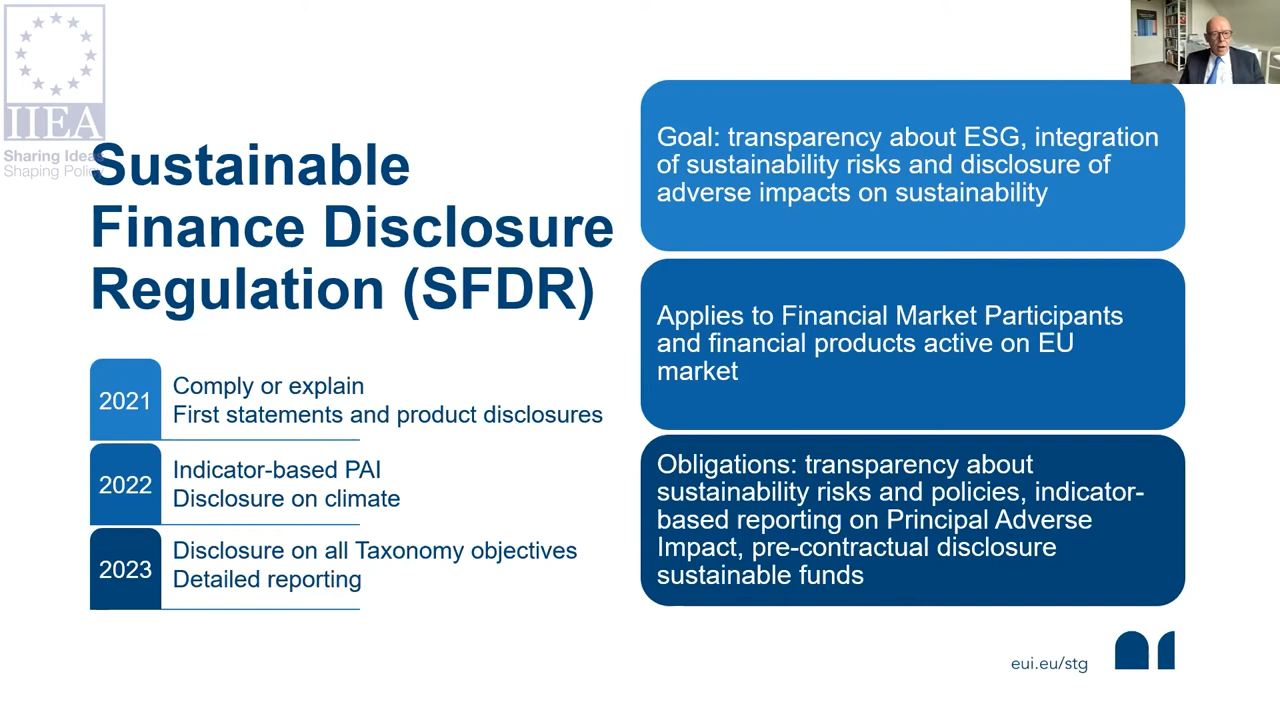 IIEA
Sharing Ideas
Shaping Policy
Sustainable
Finance Disclosure
Regulation (SFDR)
2021
Comply or explain
First statements and product disclosures
2022
Indicator-based PAI
Disclosure on climate
2023
Disclosure on all Taxonomy objectives
Detailed reporting
Goal: transparency about ESG, integration
of sustainability risks and disclosure of
adverse impacts on sustainability
Applies to Financial Market Participants
and financial products active on EU
market
Obligations: transparency about
sustainability risks and policies, indicator-
based reporting on Principal Adverse
Impact, pre-contractual disclosure
sustainable funds
eui.eu/stg